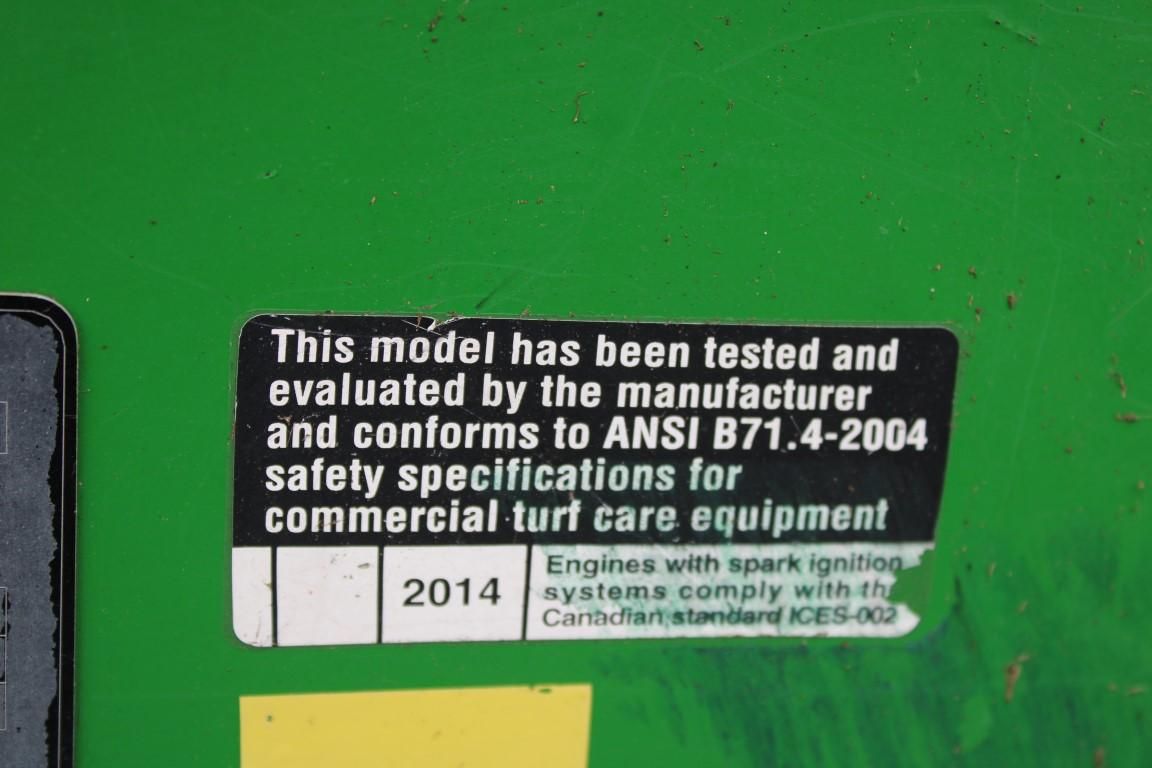 This model has been tested and
evaluated by the manufacturer
and conforms to ANSI B71.4-2004
safety specifications for
commercial turf care equipment
2014
Engines with spark ignition
systems comply with
Canadian standard ICES-002